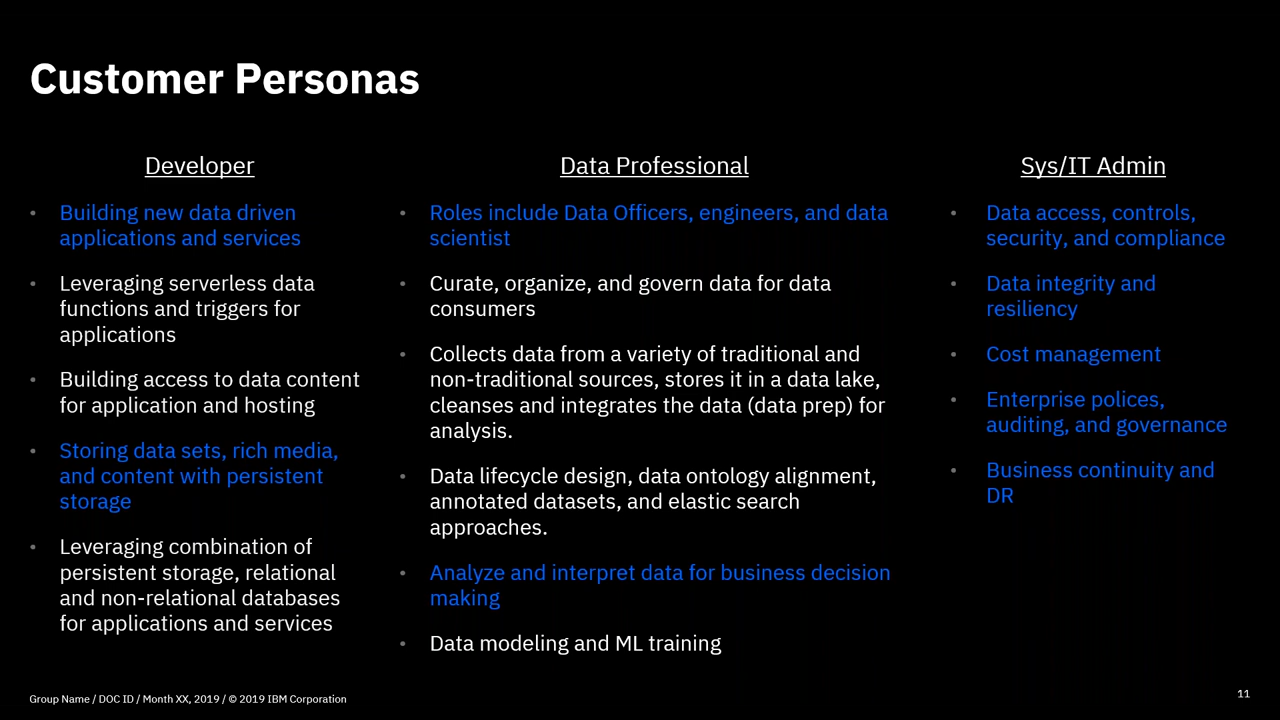 Customer Personas
Developer
• Building new data driven
applications and services
• Leveraging serverless data
functions and triggers for
applications
• Building access to data content
for application and hosting
• Storing data sets, rich media,
and content with persistent
storage
• Leveraging combination of
persistent storage, relational
and non-relational databases
for applications and services
Data Professional
• Roles include Data Officers, engineers, and data
scientist
• Curate, organize, and govern data for data
consumers
• Collects data from a variety of traditional and
non-traditional sources, stores it in a data lake,
cleanses and integrates the data (data prep) for
analysis.
• Data lifecycle design, data ontology alignment,
annotated datasets, and elastic search
approaches.
• Analyze and interpret data for business decision
making
• Data modeling and ML training
Sys/IT Admin
• Data access, controls,
security, and compliance
• Data integrity and
resiliency
• Cost management
• Enterprise polices,
auditing, and governance
• Business continuity and
DR
Group Name / DOC ID / Month XX, 2019 / © 2019 IBM Corporation
11